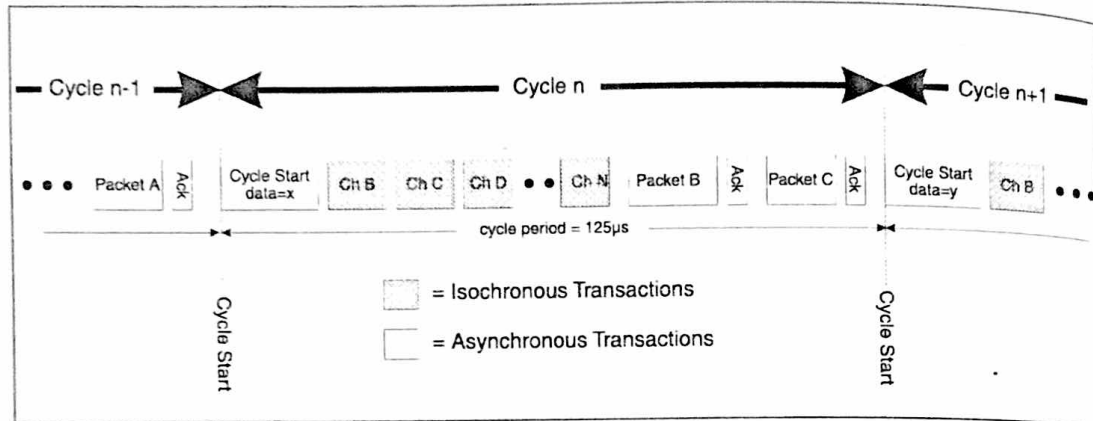 Cycle n-1 Cycle n Cycle n+1
Packet A Ack Cycle Start data=x Ch B Ch C Ch D Ch N Packet B Ack Packet C Ack Cycle Start data=y Ch B
cycle period = 125µs
= Isochronous Transactions
= Asynchronous Transactions
Cycle Start
Cycle Start